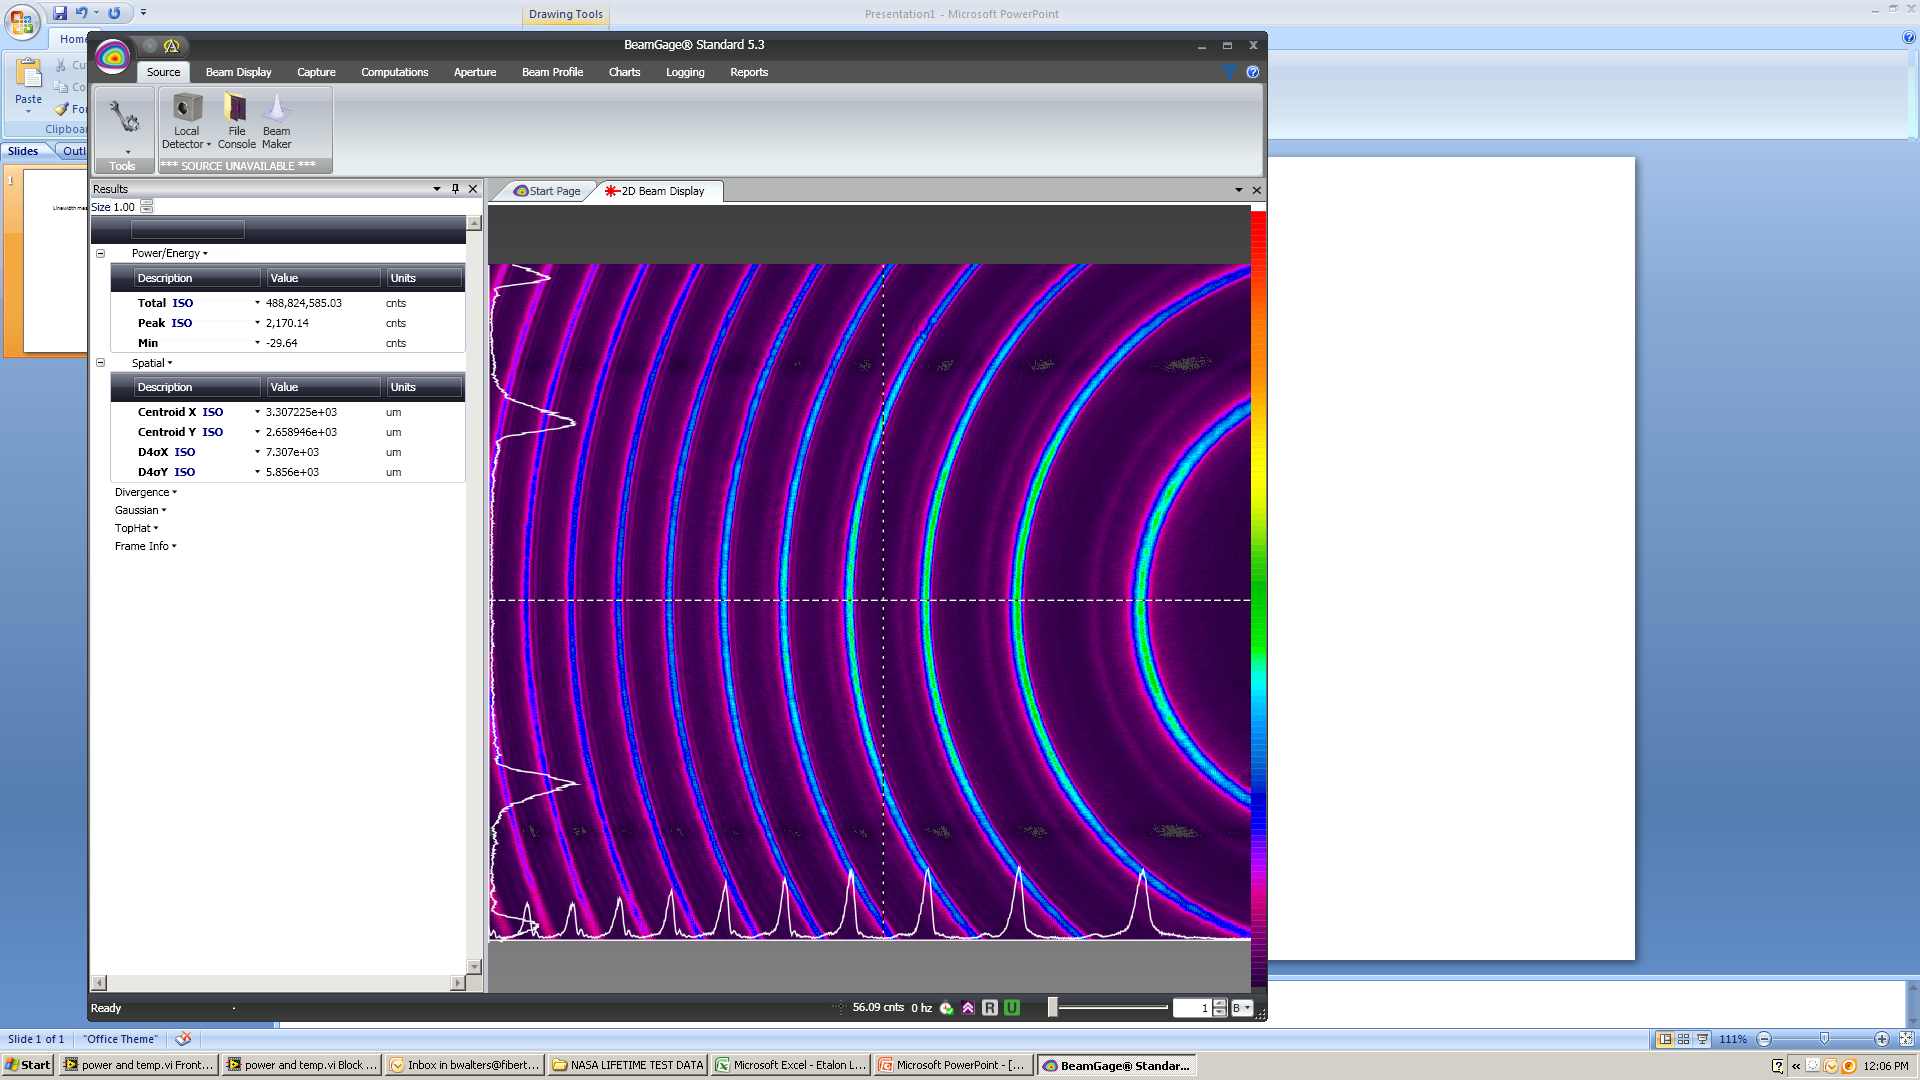 Drawing Tools
Presentation1 - Microsoft PowerPoint
Home
BeamGage® Standard 5.3
Source Beam Display Capture Computations Aperture Beam Profile Charts Logging Reports
Paste
Clipboa
Tools
Local Detector
File Console
Beam Maker
*** SOURCE UNAVAILABLE ***
Slides Outl
Results
Start Page 2D Beam Display
Size 1.00
1
Power/Energy
Description Value Units
Total ISO 488,824,585.03 cnts
Peak ISO 2,170.14 cnts
Min -29.64 cnts
Spatial
Description Value Units
Centroid X ISO 3.307225e+03 um
Centroid Y ISO 2.658946e+03 um
D4σX ISO 7.307e+03 um
D4σY ISO 5.856e+03 um
Divergence
Gaussian
TopHat
Frame Info
Ready
56.09 cnts 0 hz R U 1 B
Slide 1 of 1 "Office Theme" 111%
Start power and temp.vi Front... power and temp.vi Block ... Inbox in bwalters@fibert... NASA LIFETIME TEST DATA Microsoft Excel - Etalon L... Microsoft PowerPoint - [... BeamGage® Standar... 12:06 PM